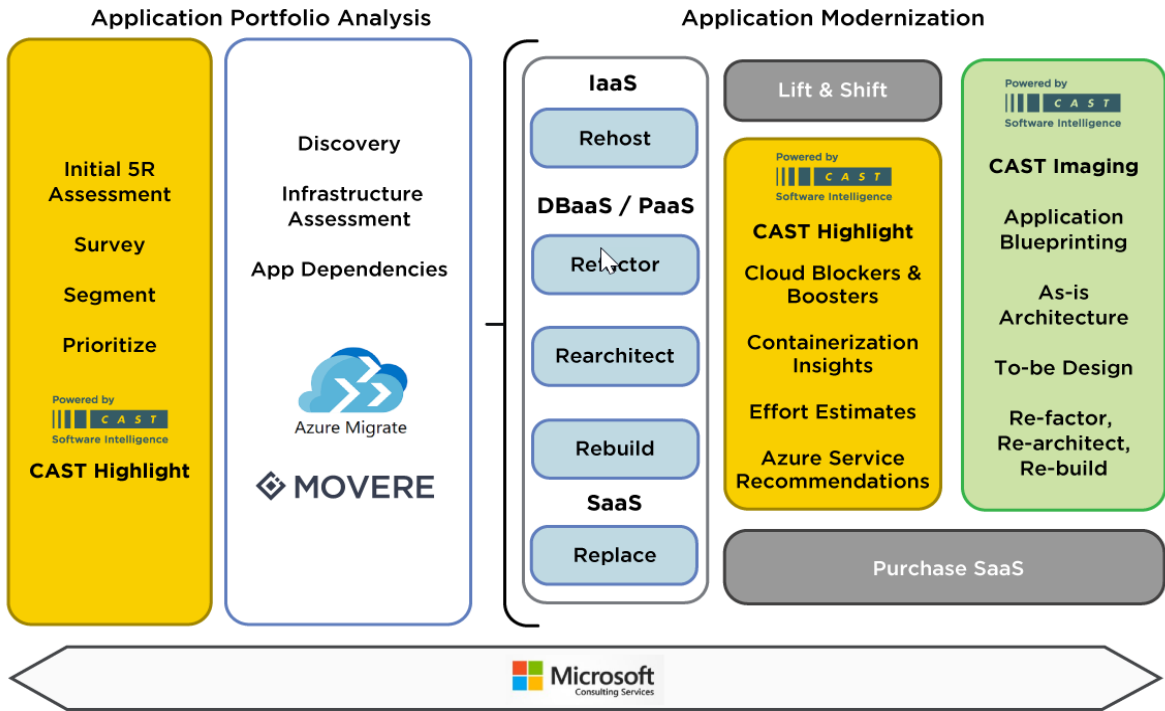 Application Portfolio Analysis
Application Modernization
Initial 5R
Assessment
Survey
Segment
Prioritize
Powered by
CAST
Software Intelligence
CAST Highlight
Discovery
Infrastructure
Assessment
App Dependencies
Azure Migrate
MOVERE
IaaS
Rehost
DBaaS / PaaS
Refactor
Rearchitect
Rebuild
SaaS
Replace
Lift & Shift
Powered by
CAST
Software Intelligence
CAST Highlight
Cloud Blockers &
Boosters
Containerization
Insights
Effort Estimates
Azure Service
Recommendations
Powered by
CAST
Software Intelligence
CAST Imaging
Application
Blueprinting
As-is
Architecture
To-be Design
Re-factor,
Re-architect,
Re-build
Purchase SaaS
Microsoft
Consulting Services